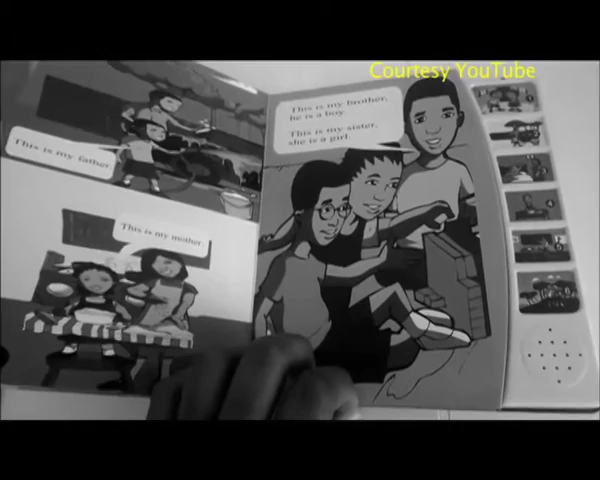 Courtesy YouTube
This is my father.
This is my mother.
This is my brother,
he is a boy.
This is my sister,
she is a girl.